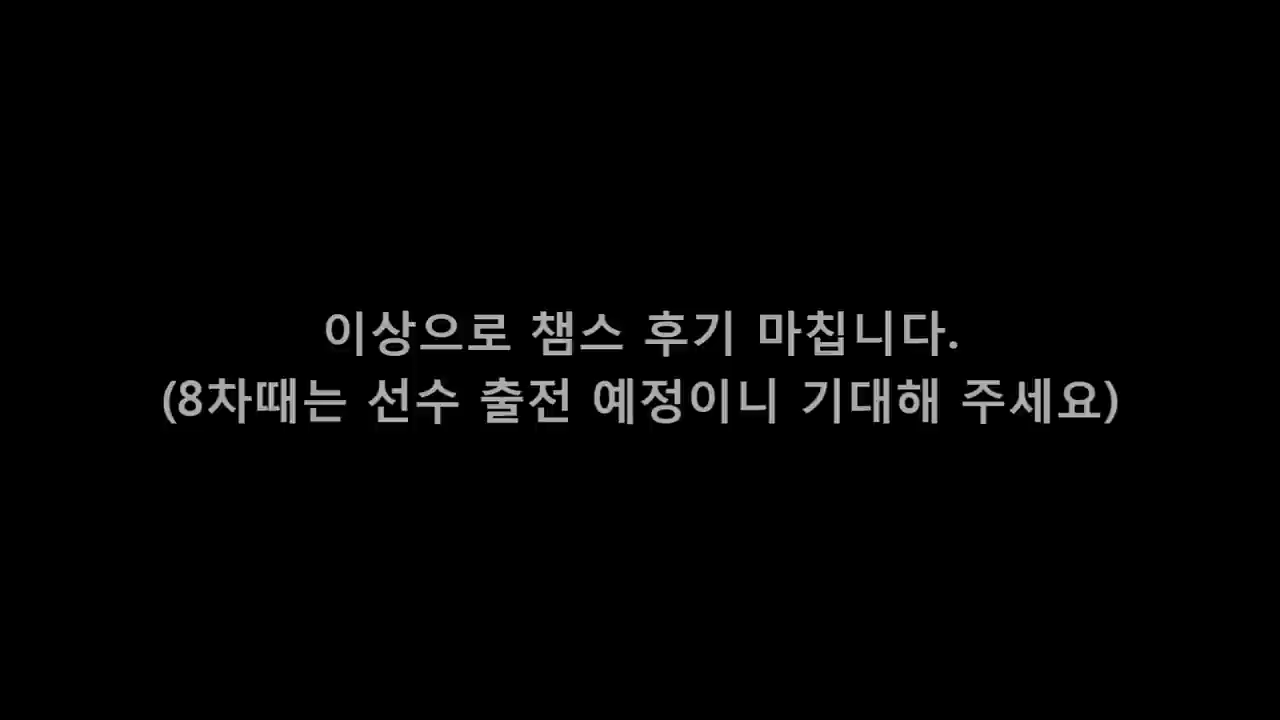 이상으로 챔스 후기 마칩니다.
(8차때는 선수 출전 예정이니 기대해 주세요)